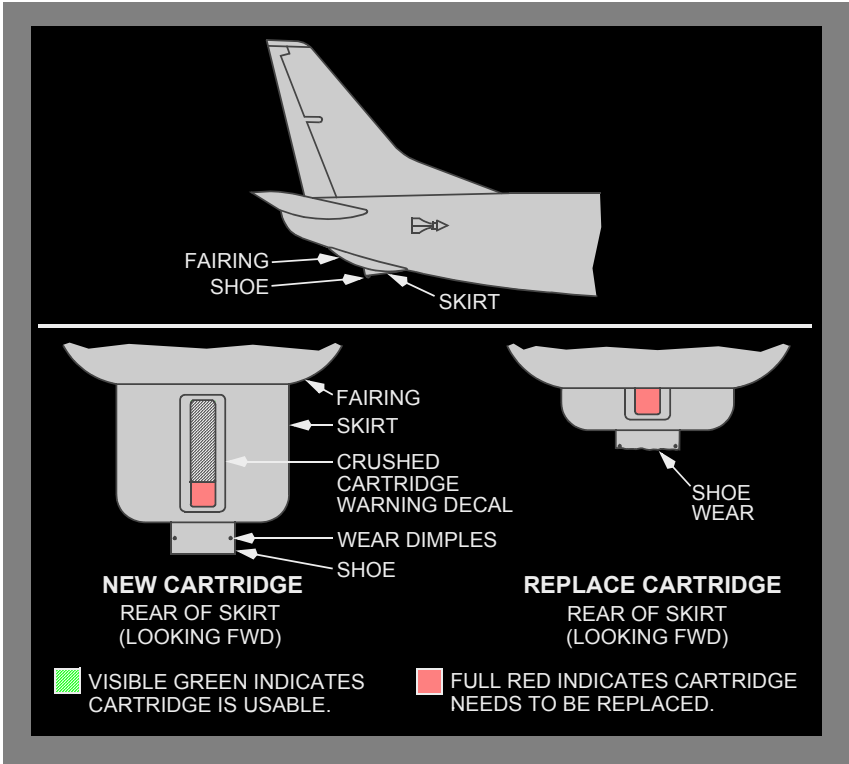 FAIRING
SHOE
SKIRT
FAIRING
SKIRT
CRUSHED
CARTRIDGE
WARNING DECAL
WEAR DIMPLES
SHOE
SHOE
WEAR
NEW CARTRIDGE
REAR OF SKIRT
(LOOKING FWD)
REPLACE CARTRIDGE
REAR OF SKIRT
(LOOKING FWD)
VISIBLE GREEN INDICATES
CARTRIDGE IS USABLE.
FULL RED INDICATES CARTRIDGE
NEEDS TO BE REPLACED.